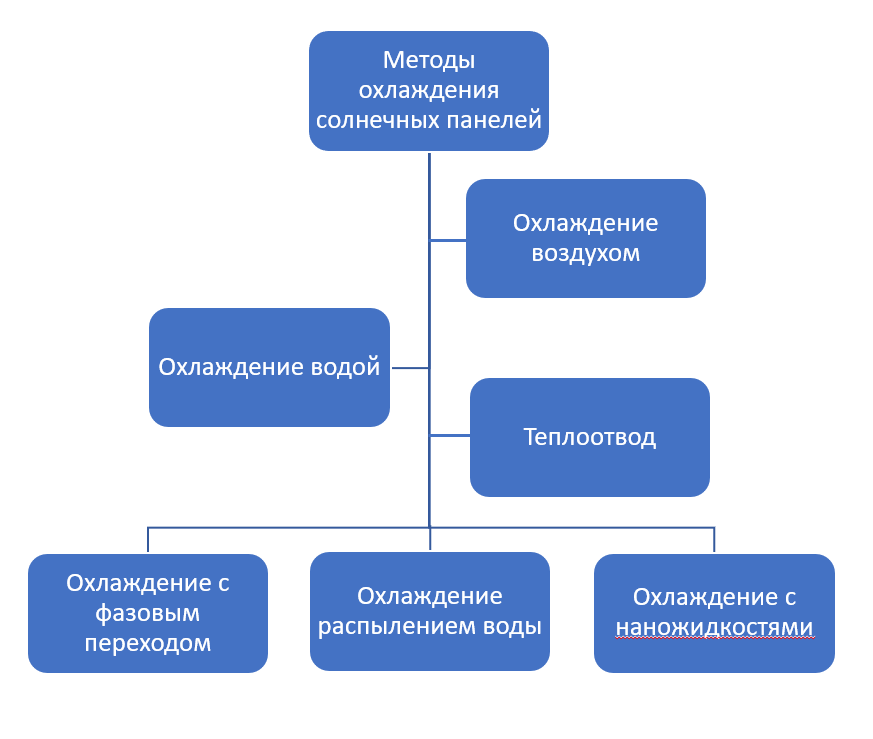 Методы
охлаждения
солнечных панелей
Охлаждение
воздухом
Охлаждение водой
Теплоотвод
Охлаждение с
фазовым
переходом
Охлаждение
распылением воды
Охлаждение с
наножидкостями